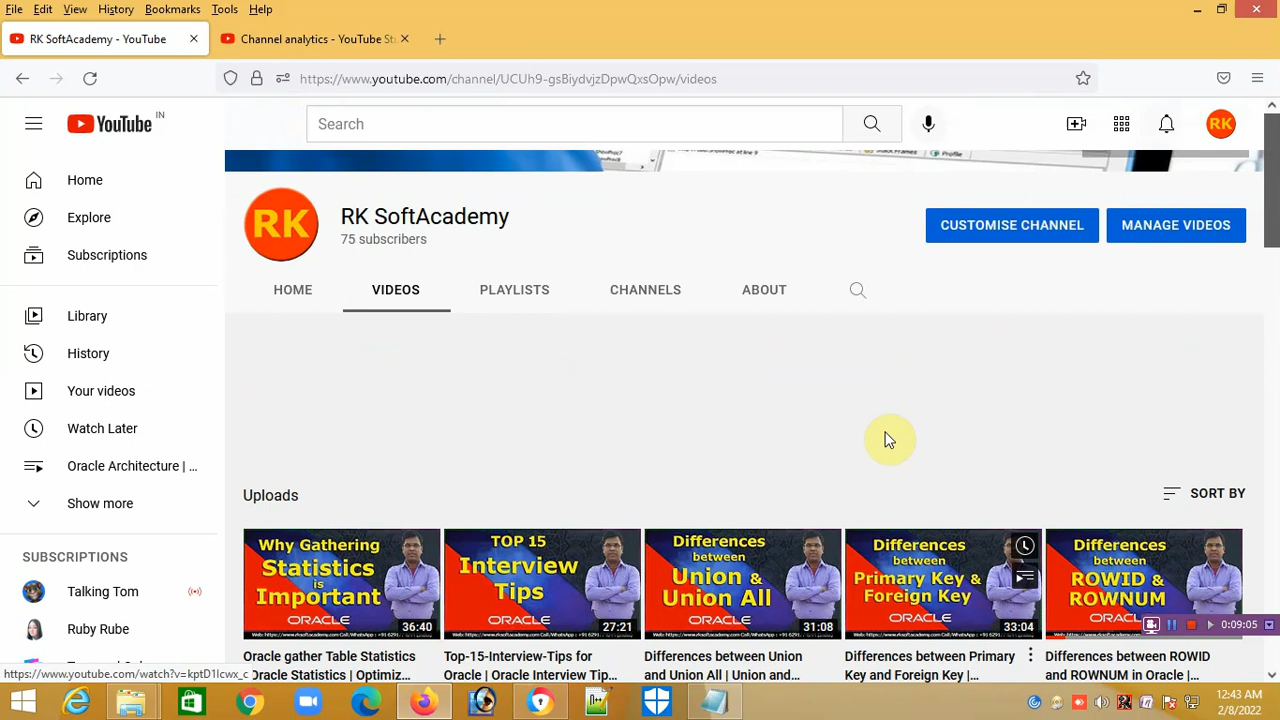 File Edit View History Bookmarks Tools Help
RK SoftAcademy - YouTube
Channel analytics - YouTube St
https://www.youtube.com/channel/UCUh9-gsBiydvjzDpwQxsOpw/videos
YouTube IN
Search
RK
Home
Explore
Subscriptions
Library
History
Your videos
Watch Later
Oracle Architecture | ...
Show more
SUBSCRIPTIONS
Talking Tom
Ruby Rube
Profile
RK
RK SoftAcademy
75 subscribers
CUSTOMISE CHANNEL
MANAGE VIDEOS
HOME VIDEOS PLAYLISTS CHANNELS ABOUT
Uploads
SORT BY
Why Gathering
Statistics
is
Important
ORACLE
36:40
Oracle gather Table Statistics
Oracle Statistics | Optimiz...
TOP 15
Interview
Tips
ORACLE
27:21
Top-15-Interview-Tips for
Oracle | Oracle Interview Tip...
Differences
between
Union &
Union All
ORACLE
31:08
Differences between Union
and Union All | Union and...
Differences
between
Primary Key &
Foreign Key
ORACLE
33:04
Differences between Primary
Key and Foreign Key |...
Differences
between
ROWID &
ROWNUM
ORACLE
Differences between ROWID
and ROWNUM in Oracle |...
0:09:05
https://www.youtube.com/watch?v=kptD1lcwx_c
12:43 AM
2/8/2022